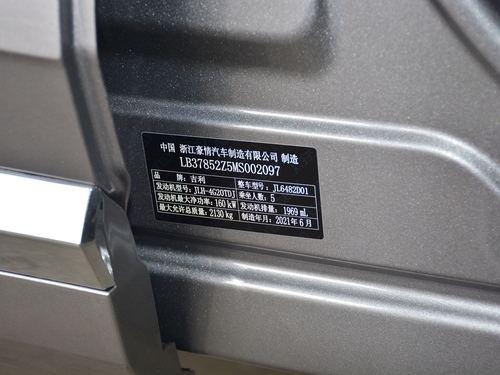 中国 浙江豪情汽车制造有限公司 制造
LB37852Z5MS002097
品 牌：吉利 整车型号：JL6482D01
发动机型号：JLH-4G20TDJ 乘坐人数：5
发动机最大净功率：160 kW 发动机排量：1969 mL
最大允许总质量：2130 kg 制造年月：2021年6月